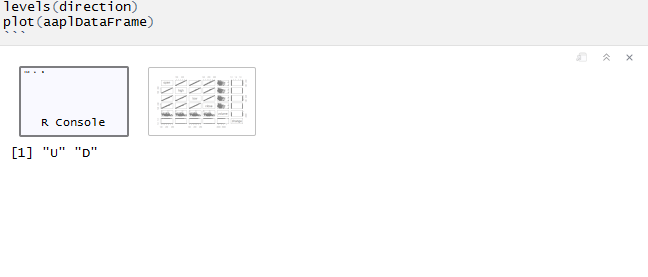 levels(direction)
plot(aaplDataFrame)
```
R Console
[1] "U" "D"